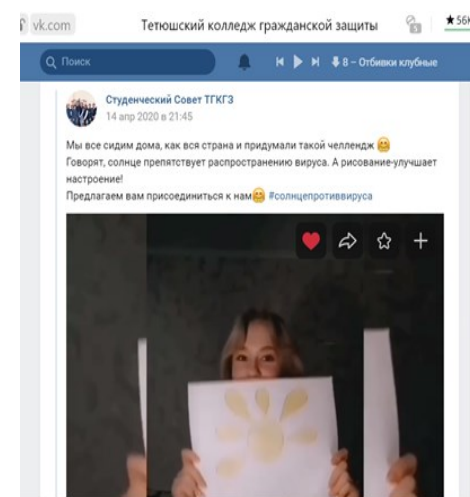 vk.com
Тетюшский колледж гражданской защиты
★56К
Поиск
8 – Отбивки клубные
Студенческий Совет ТГКГЗ
14 апр 2020 в 21:45
Мы все сидим дома, как вся страна и придумали такой челлендж 😊
Говорят, солнце препятствует распространению вируса. А рисование-улучшает
настроение!
Предлагаем вам присоединиться к нам😊 #солнцепротиввируса